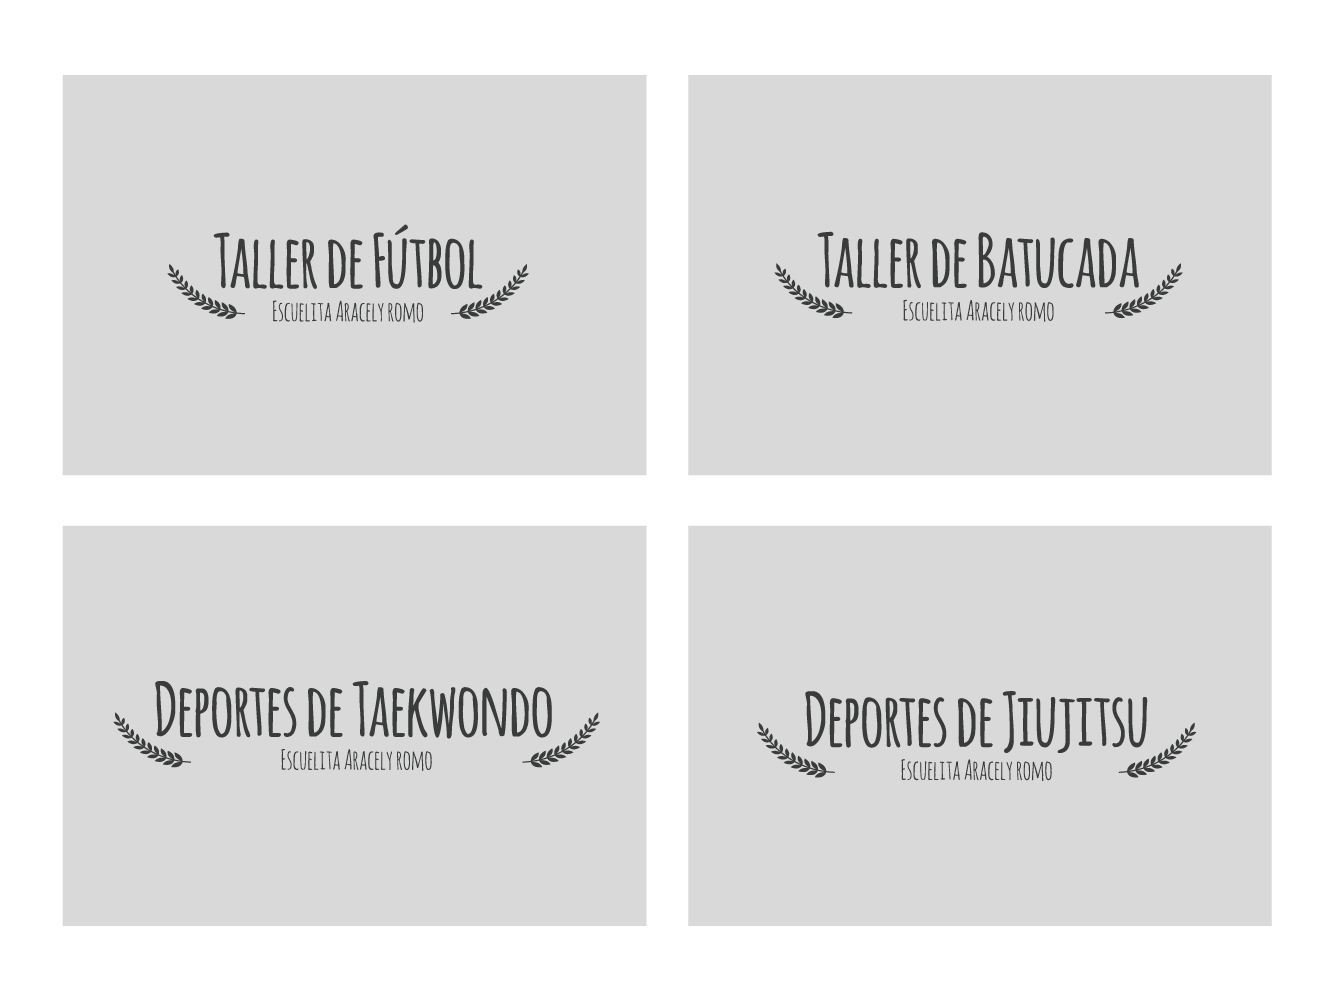 Taller de Fútbol
Escuelita Aracely romo
Taller de Batucada
Escuelita Aracely romo
Deportes de Taekwondo
Escuelita Aracely romo
Deportes de Jiujitsu
Escuelita Aracely romo